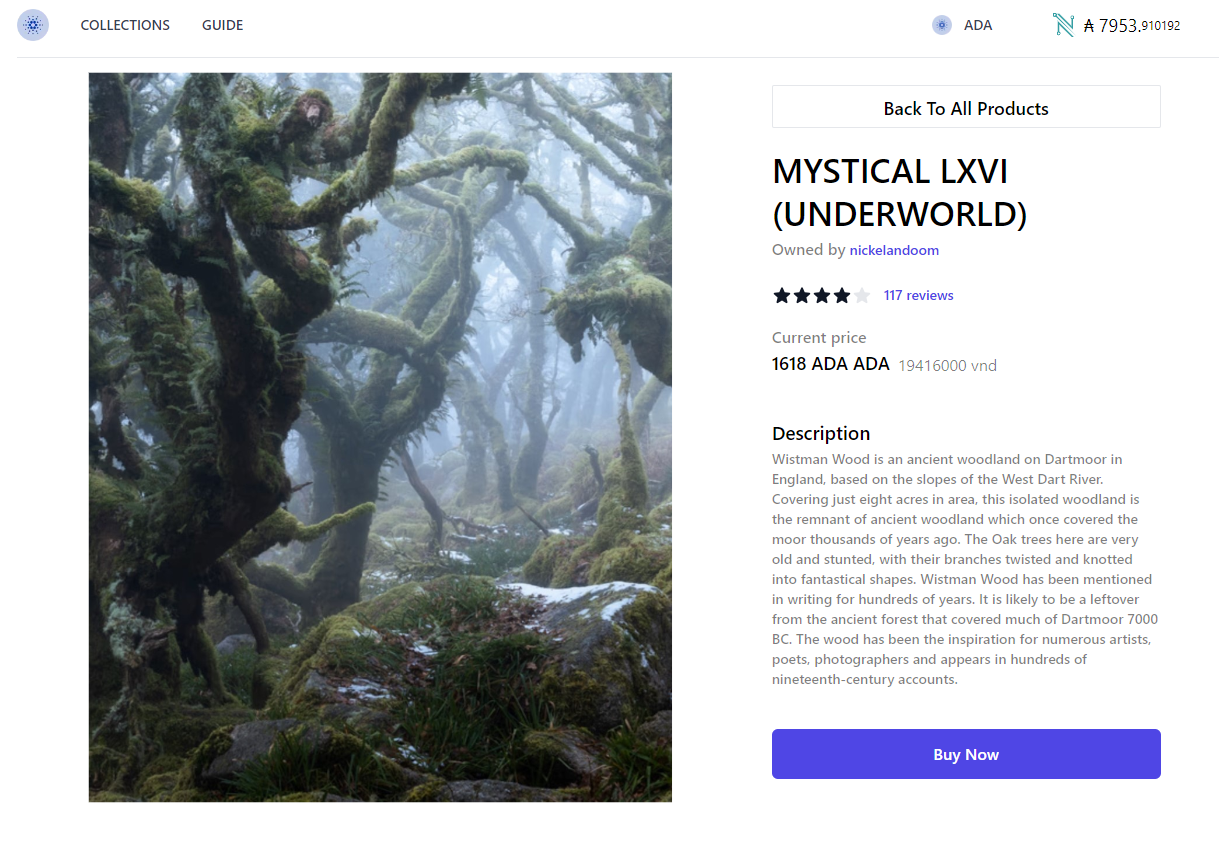 COLLECTIONS GUIDE ADA ₳ 7953.910192
Back To All Products
MYSTICAL LXVI
(UNDERWORLD)
Owned by nickelandoom
117 reviews
Current price
1618 ADA ADA 19416000 vnd
Description
Wistman Wood is an ancient woodland on Dartmoor in
England, based on the slopes of the West Dart River.
Covering just eight acres in area, this isolated woodland is
the remnant of ancient woodland which once covered the
moor thousands of years ago. The Oak trees here are very
old and stunted, with their branches twisted and knotted
into fantastical shapes. Wistman Wood has been mentioned
in writing for hundreds of years. It is likely to be a leftover
from the ancient forest that covered much of Dartmoor 7000
BC. The wood has been the inspiration for numerous artists,
poets, photographers and appears in hundreds of
nineteenth-century accounts.
Buy Now